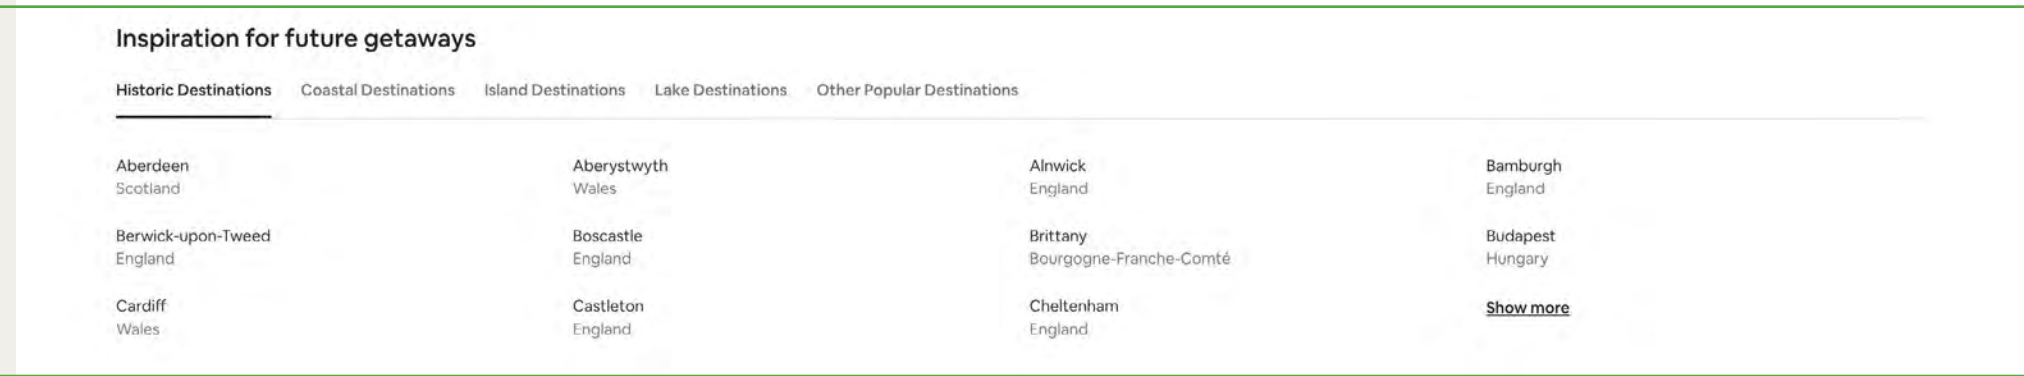 Inspiration for future getaways
Historic Destinations Coastal Destinations Island Destinations Lake Destinations Other Popular Destinations
Aberdeen Aberystwyth Alnwick Bamburgh
Scotland Wales England England
Berwick-upon-Tweed Boscastle Brittany Budapest
England England Bourgogne-Franche-Comté Hungary
Cardiff Castleton Cheltenham Show more
Wales England England